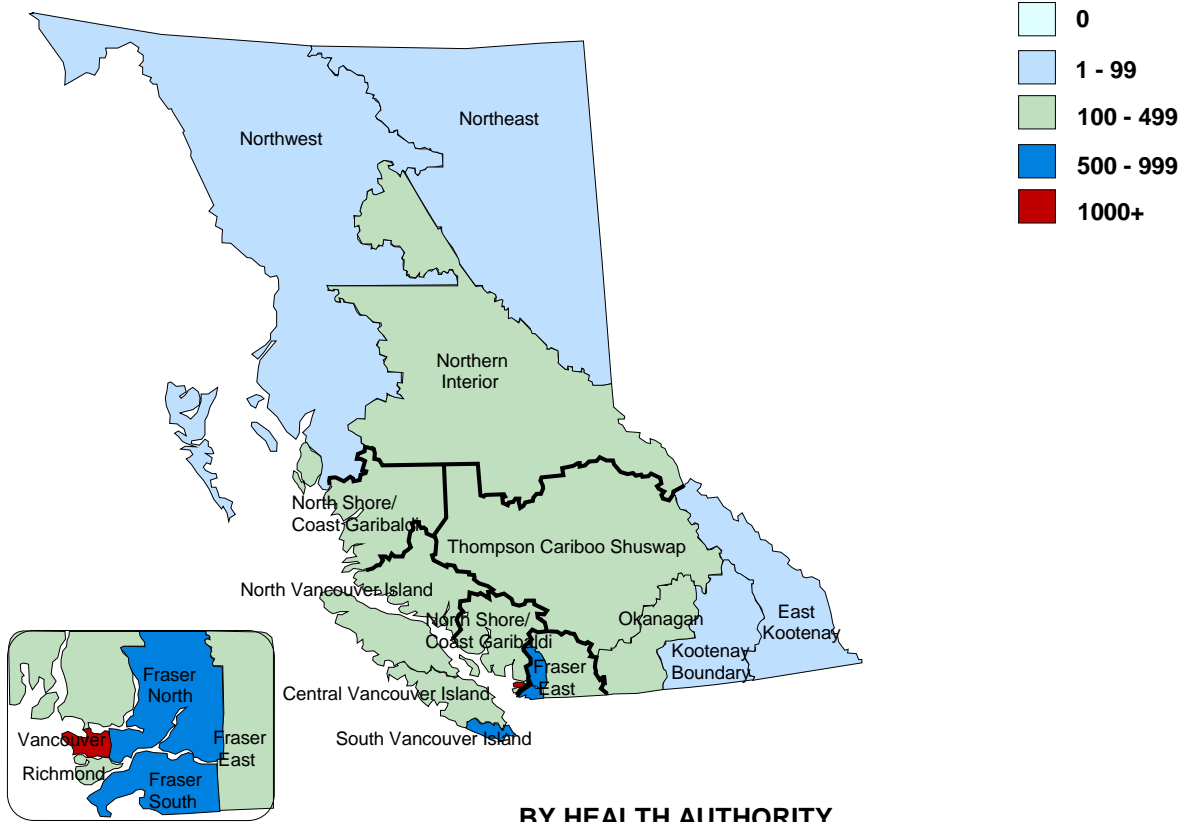 0
1 - 99
100 - 499
500 - 999
1000+
Northwest
Northeast
Northern
Interior
North Shore/
Coast Garibaldi
Thompson Cariboo Shuswap
North Vancouver Island
North Shore/
Coast Garibaldi
Okanagan
East
Kootenay
Kootenay
Boundary
Fraser
East
Central Vancouver Island
South Vancouver Island
Fraser
North
Vancouver
Fraser
East
Richmond
Fraser
South
BY HEALTH AUTHORITY